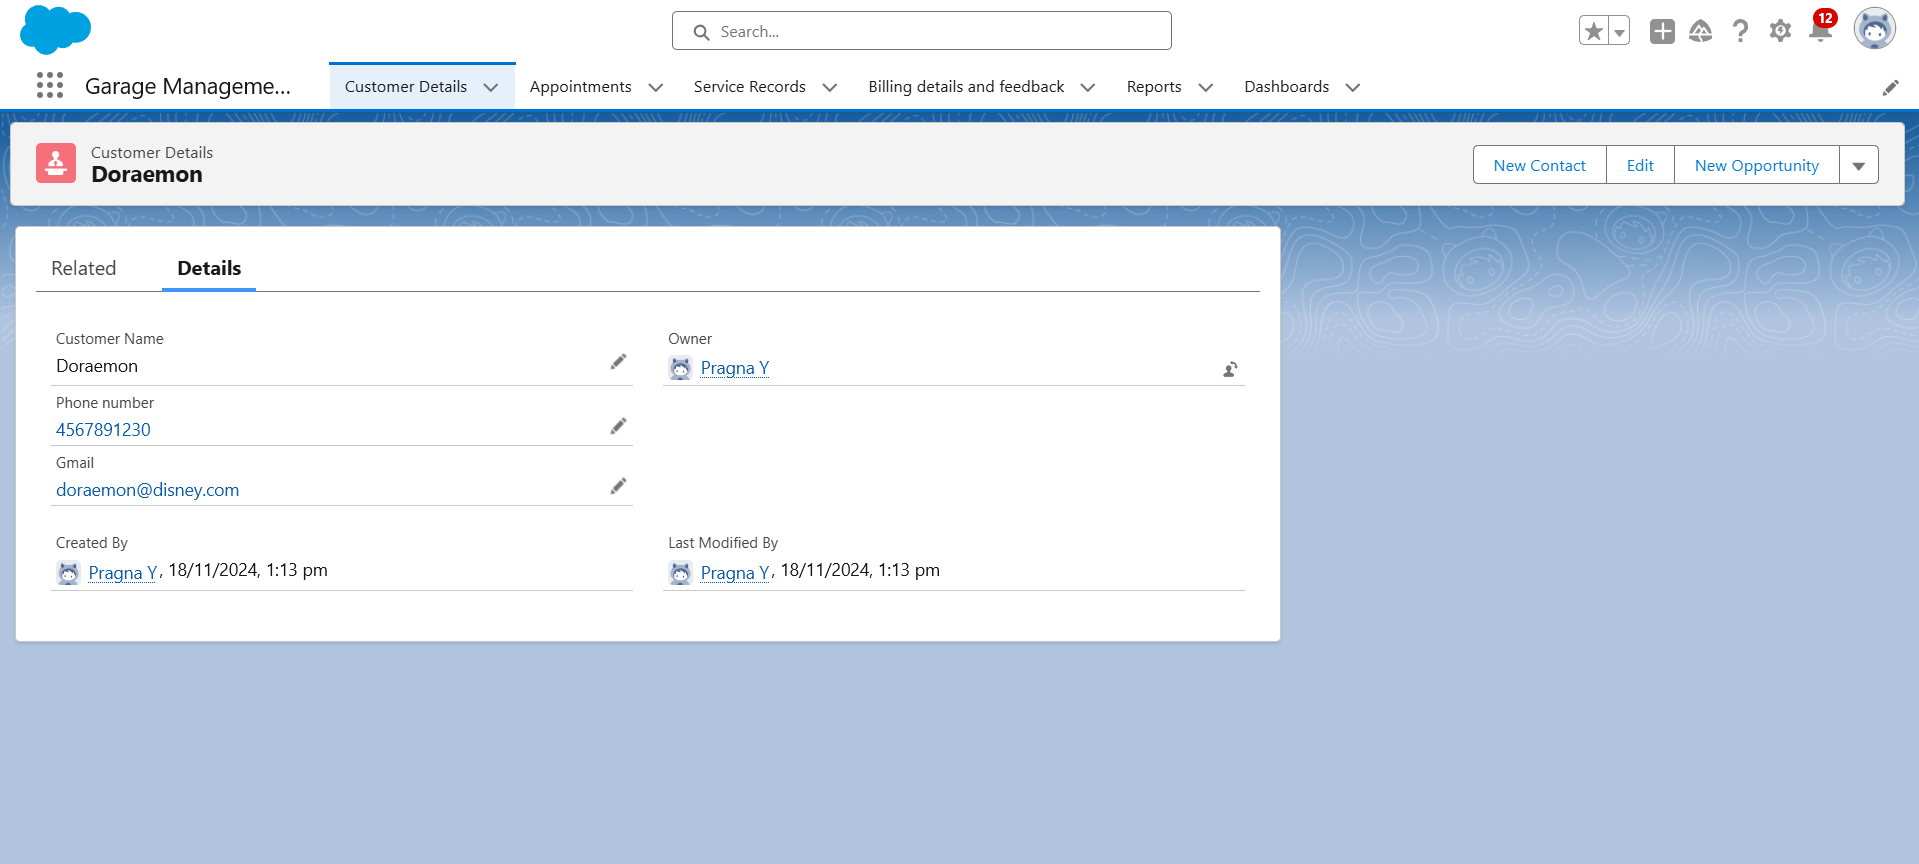 Search...
12
Garage Manageme...
Customer Details
Appointments
Service Records
Billing details and feedback
Reports
Dashboards
Customer Details
Doraemon
New Contact
Edit
New Opportunity
Related
Details
Customer Name
Doraemon
Owner
Pragna Y
Phone number
4567891230
Gmail
doraemon@disney.com
Created By
Pragna Y, 18/11/2024, 1:13 pm
Last Modified By
Pragna Y, 18/11/2024, 1:13 pm